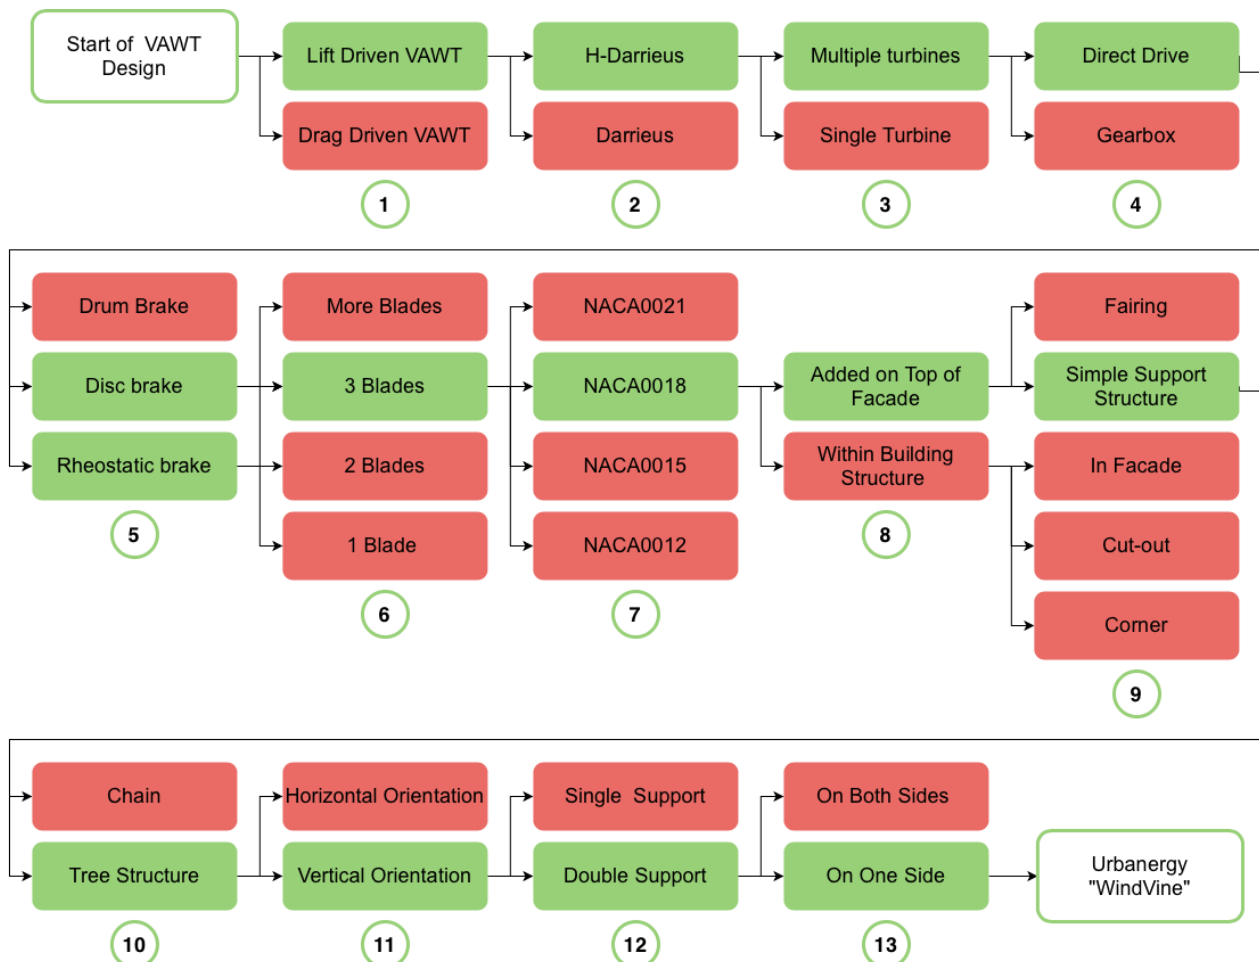 Start of VAWT
Design
Lift Driven VAWT
H-Darrieus
Multiple turbines
Direct Drive
Drag Driven VAWT
Darrieus
Single Turbine
Gearbox
1
2
3
4
Drum Brake
More Blades
NACA0021
Fairing
Disc brake
3 Blades
NACA0018
Added on Top of
Facade
Simple Support
Structure
Rheostatic brake
2 Blades
NACA0015
Within Building
Structure
In Facade
5
1 Blade
NACA0012
8
Cut-out
6
7
Corner
9
Chain
Horizontal Orientation
Single Support
On Both Sides
Tree Structure
Vertical Orientation
Double Support
On One Side
Urbanergy
"WindVine"
10
11
12
13